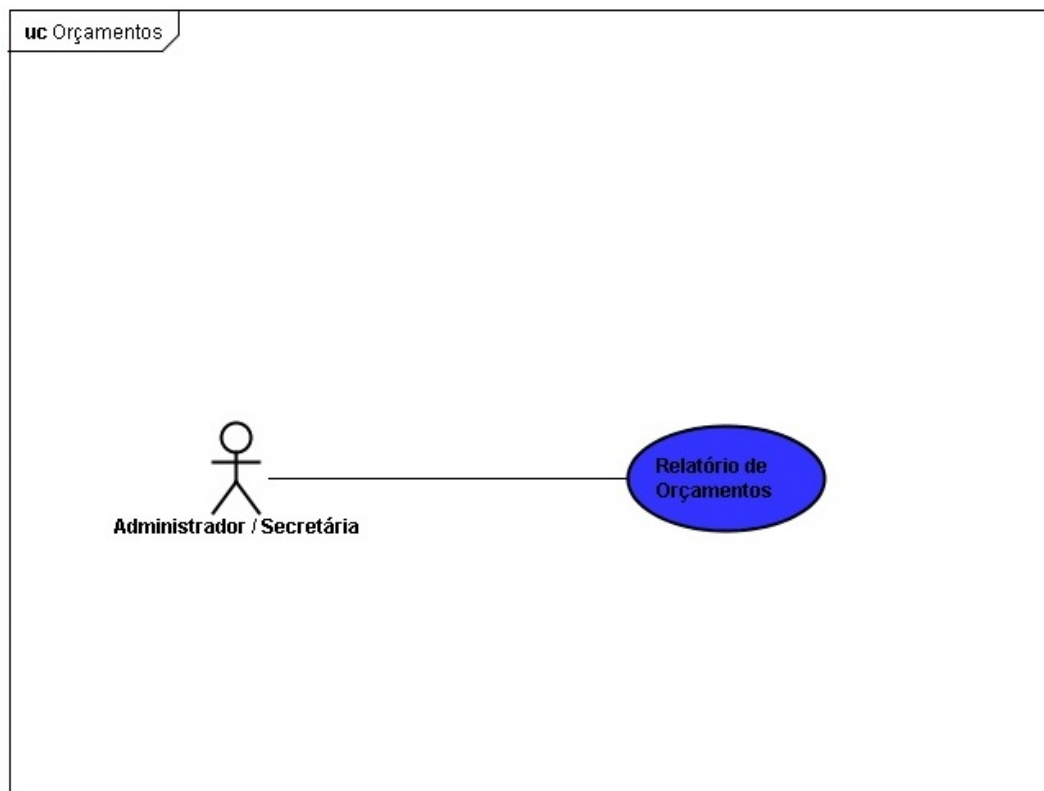 uc Orçamentos
Relatório de
Orçamentos
Administrador / Secretária